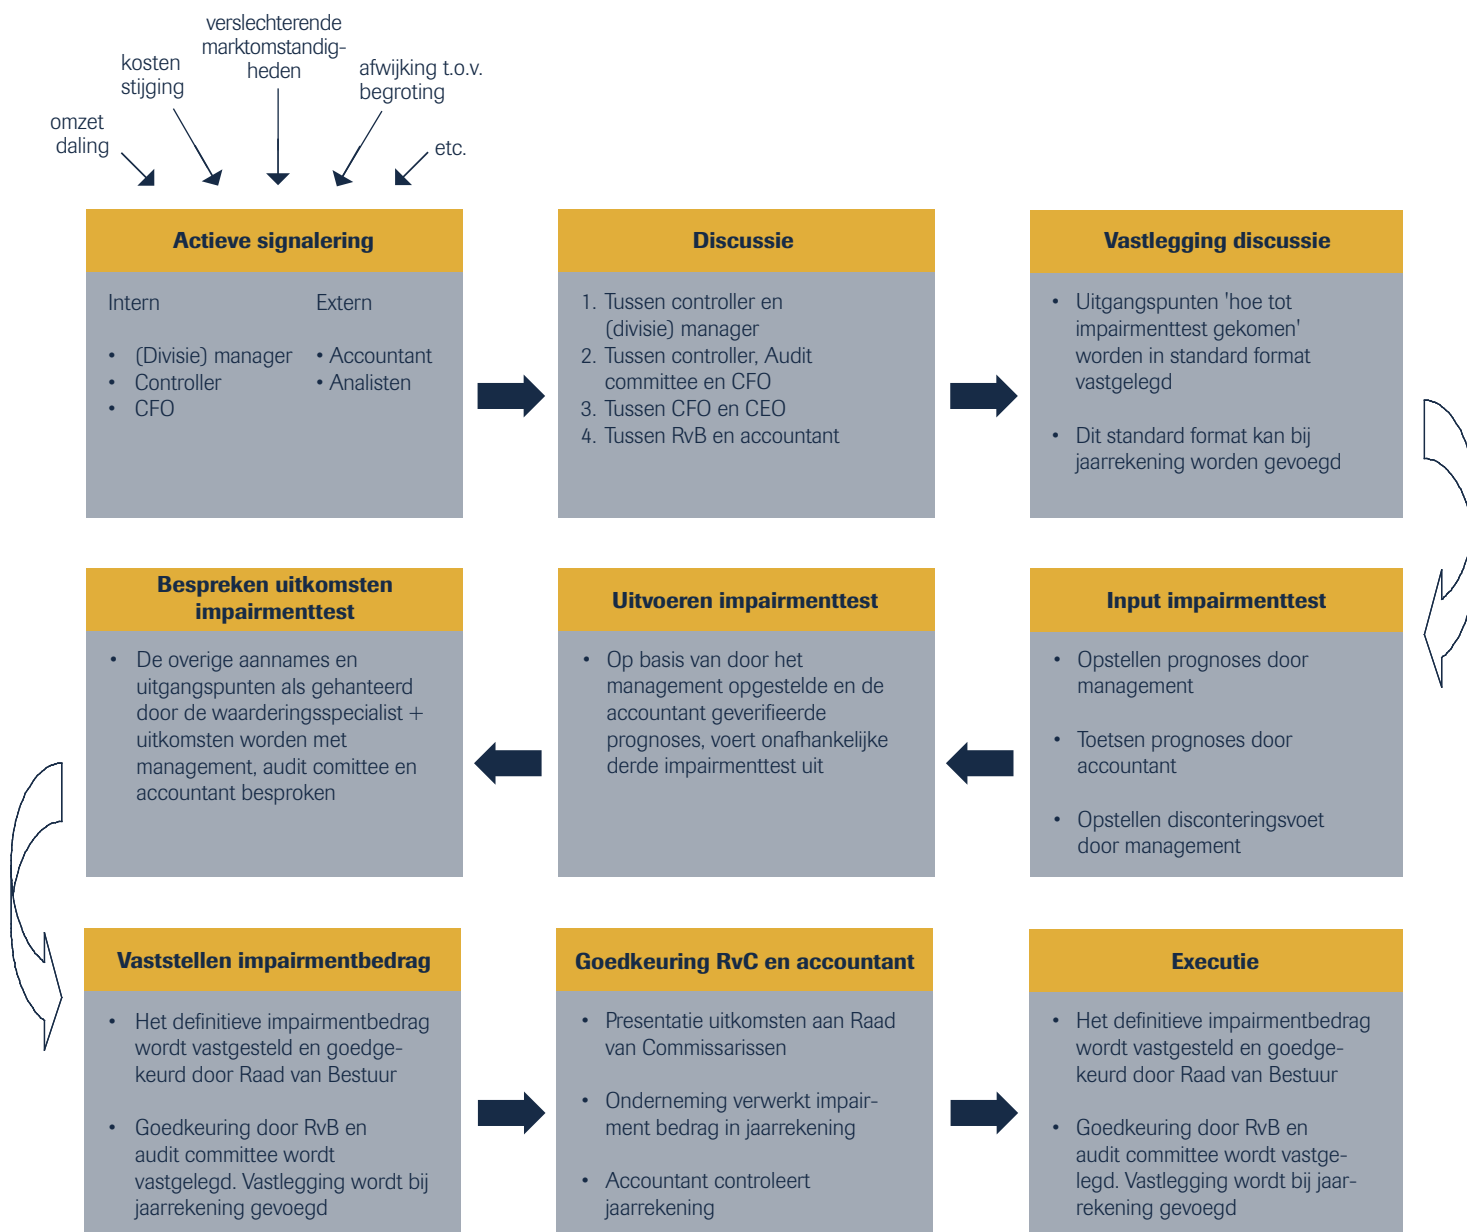 verslechterende
marktomstandig-
heden
kosten
stijging
afwijking t.o.v.
begroting
omzet
daling
etc.
Actieve signalering
Intern
Extern
• (Divisie) manager
• Controller
• CFO
• Accountant
• Analisten
Discussie
1. Tussen controller en
(divisie) manager
2. Tussen controller, Audit
committee en CFO
3. Tussen CFO en CEO
4. Tussen RvB en accountant
Vastlegging discussie
• Uitgangspunten 'hoe tot
impairmenttest gekomen'
worden in standard format
vastgelegd
• Dit standard format kan bij
jaarrekening worden gevoegd
Bespreken uitkomsten
impairmenttest
• De overige aannames en
uitgangspunten als gehanteerd
door de waarderingsspecialist +
uitkomsten worden met
management, audit comittee en
accountant besproken
Uitvoeren impairmenttest
• Op basis van door het
management opgestelde en de
accountant geverifieerde
prognoses, voert onafhankelijke
derde impairmenttest uit
Input impairmenttest
• Opstellen prognoses door
management
• Toetsen prognoses door
accountant
• Opstellen disconteringsvoet
door management
Vaststellen impairmentbedrag
• Het definitieve impairmentbedrag
wordt vastgesteld en goedge-
keurd door Raad van Bestuur
• Goedkeuring door RvB en
audit committee wordt
vastgelegd. Vastlegging wordt bij
jaarrekening gevoegd
Goedkeuring RvC en accountant
• Presentatie uitkomsten aan Raad
van Commissarissen
• Onderneming verwerkt impair-
ment bedrag in jaarrekening
• Accountant controleert
jaarrekening
Executie
• Het definitieve impairmentbedrag
wordt vastgesteld en goedge-
keurd door Raad van Bestuur
• Goedkeuring door RvB en
audit committee wordt vastge-
legd. Vastlegging wordt bij jaar-
rekening gevoegd